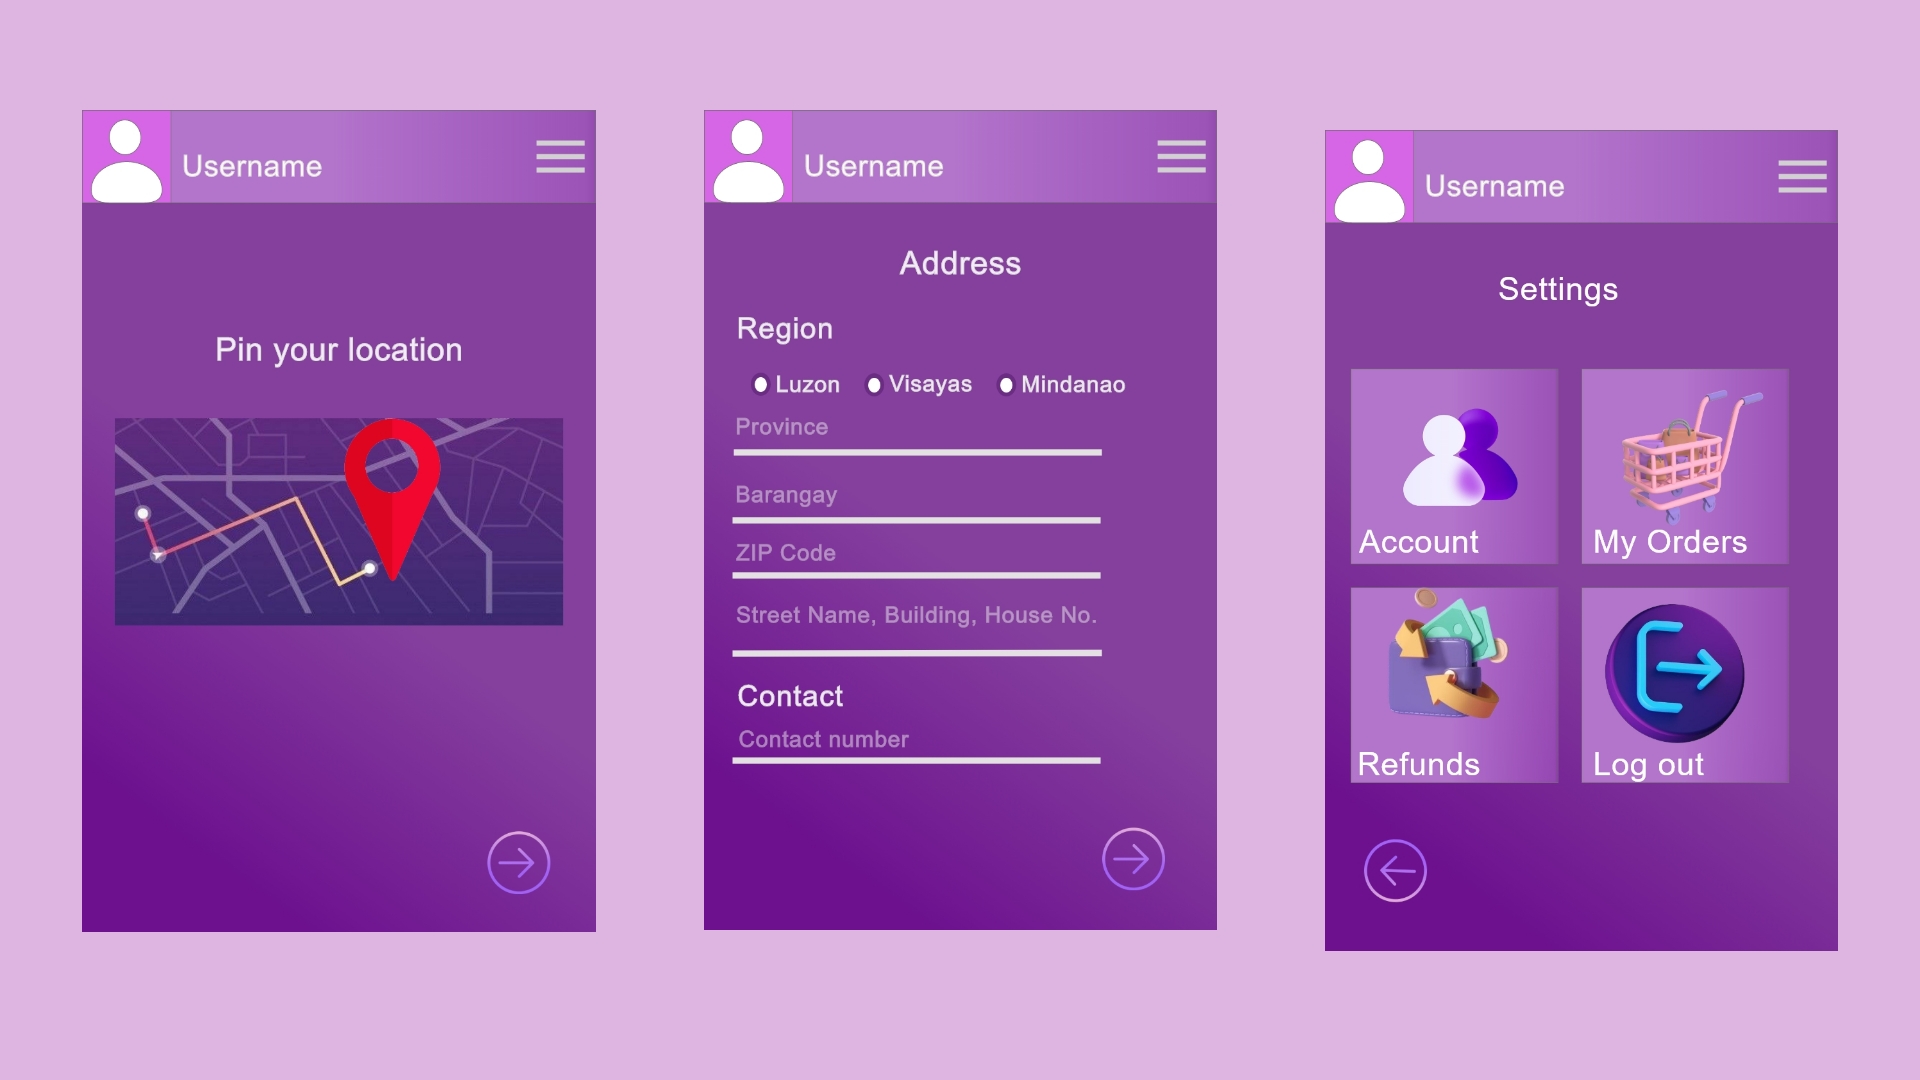 Username
Pin your location
Username
Address
Region
Luzon Visayas Mindanao
Province
Barangay
ZIP Code
Street Name, Building, House No.
Contact
Contact number
Username
Settings
Account My Orders
Refunds Log out